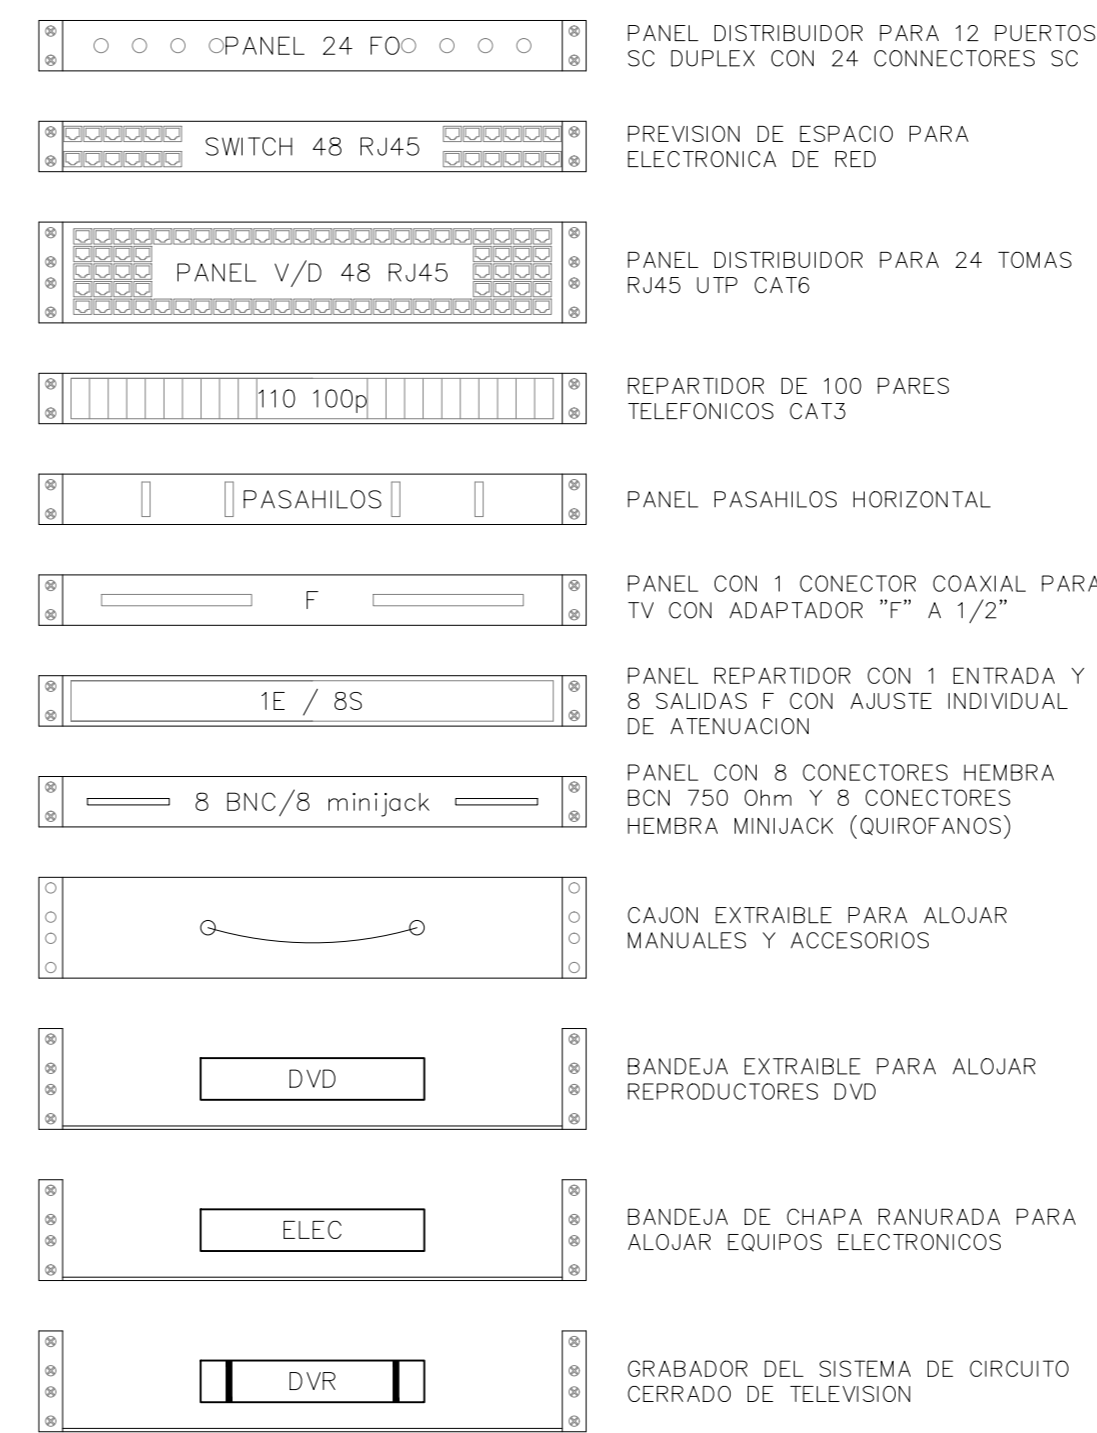 PANEL 24 FO
PANEL DISTRIBUIDOR PARA 12 PUERTOS
SC DUPLEX CON 24 CONNECTORES SC
SWITCH 48 RJ45
PREVISION DE ESPACIO PARA
ELECTRONICA DE RED
PANEL V/D 48 RJ45
PANEL DISTRIBUIDOR PARA 24 TOMAS
RJ45 UTP CAT6
110 100p
REPARTIDOR DE 100 PARES
TELEFONICOS CAT3
PASAHILOS
PANEL PASAHILOS HORIZONTAL
F
PANEL CON 1 CONECTOR COAXIAL PARA
TV CON ADAPTADOR "F" A 1/2"
1E / 8S
PANEL REPARTIDOR CON 1 ENTRADA Y
8 SALIDAS F CON AJUSTE INDIVIDUAL
DE ATENUACION
8 BNC/8 minijack
PANEL CON 8 CONECTORES HEMBRA
BCN 750 Ohm Y 8 CONECTORES
HEMBRA MINIJACK (QUIROFANOS)
CAJON EXTRAIBLE PARA ALOJAR
MANUALES Y ACCESORIOS
DVD
BANDEJA EXTRAIBLE PARA ALOJAR
REPRODUCTORES DVD
ELEC
BANDEJA DE CHAPA RANURADA PARA
ALOJAR EQUIPOS ELECTRONICOS
DVR
GRABADOR DEL SISTEMA DE CIRCUITO
CERRADO DE TELEVISION